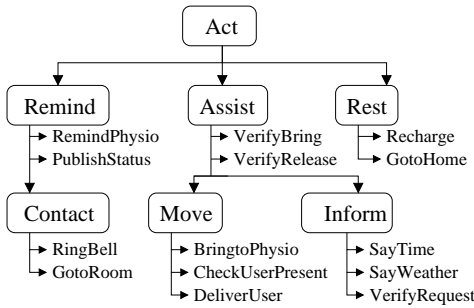 Act
Remind
Assist
Rest
RemindPhysio
PublishStatus
VerifyBring
VerifyRelease
Recharge
GotoHome
Contact
Move
Inform
RingBell
GotoRoom
BringtoPhysio
CheckUserPresent
DeliverUser
SayTime
SayWeather
VerifyRequest